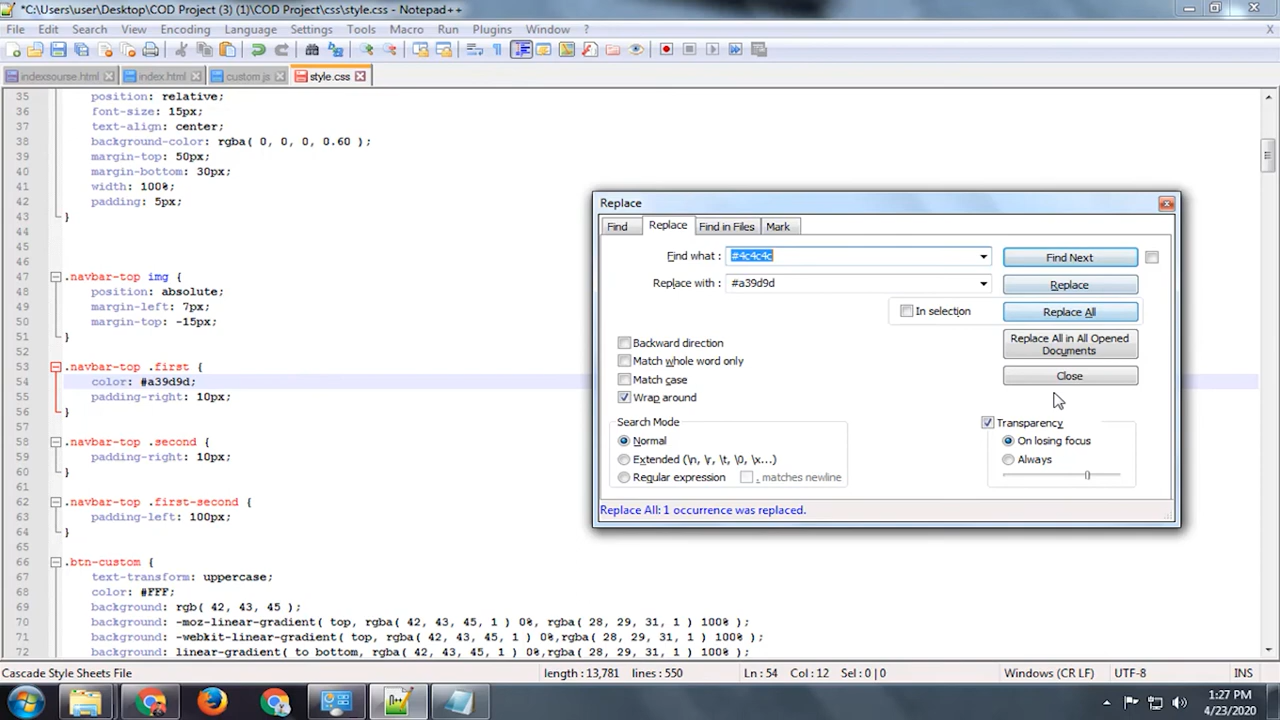 *C:\Users\user\Desktop\COD Project (3) (1)\COD Project\css\style.css - Notepad++
File Edit Search View Encoding Language Settings Tools Macro Run Plugins Window ?
X
indexsourse.html index.html custom js style.css
35 position: relative;
36 font-size: 15px;
37 text-align: center;
38 background-color: rgba( 0, 0, 0, 0.60 );
39 margin-top: 50px;
40 margin-bottom: 30px;
41 width: 100%;
42 padding: 5px;
43 }
44
45
46
47 .navbar-top img {
48 position: absolute;
49 margin-left: 7px;
50 margin-top: -15px;
51 }
52
53 .navbar-top .first {
54 color: #a39d9d;
55 padding-right: 10px;
56 }
57
58 .navbar-top .second {
59 padding-right: 10px;
60 }
61
62 .navbar-top .first-second {
63 padding-left: 100px;
64 }
65
66 .btn-custom {
67 text-transform: uppercase;
68 color: #FFF;
69 background: rgb( 42, 43, 45 );
70 background: -moz-linear-gradient( top, rgba( 42, 43, 45, 1 ) 0%, rgba( 28, 29, 31, 1 ) 100% );
71 background: -webkit-linear-gradient( top, rgba( 42, 43, 45, 1 ) 0%,rgba( 28, 29, 31, 1 ) 100% );
72 background: linear-gradient( to bottom, rgba( 42, 43, 45, 1 ) 0%,rgba( 28, 29, 31, 1 ) 100% );
Replace
Find Replace Find in Files Mark
Find what : #4c4c4c Find Next
Replace with : #a39d9d Replace
In selection Replace All
Replace All in All Opened
Documents
Close
Backward direction
Match whole word only
Match case
Wrap around
Search Mode
Normal
Extended (\n, \r, \t, \0, \x...)
Regular expression . matches newline
Transparency
On losing focus
Always
Replace All: 1 occurrence was replaced.
Cascade Style Sheets File length : 13,781 lines : 550 Ln : 54 Col : 12 Sel : 0 | 0 Windows (CR LF) UTF-8 INS
1:27 PM
4/23/2020